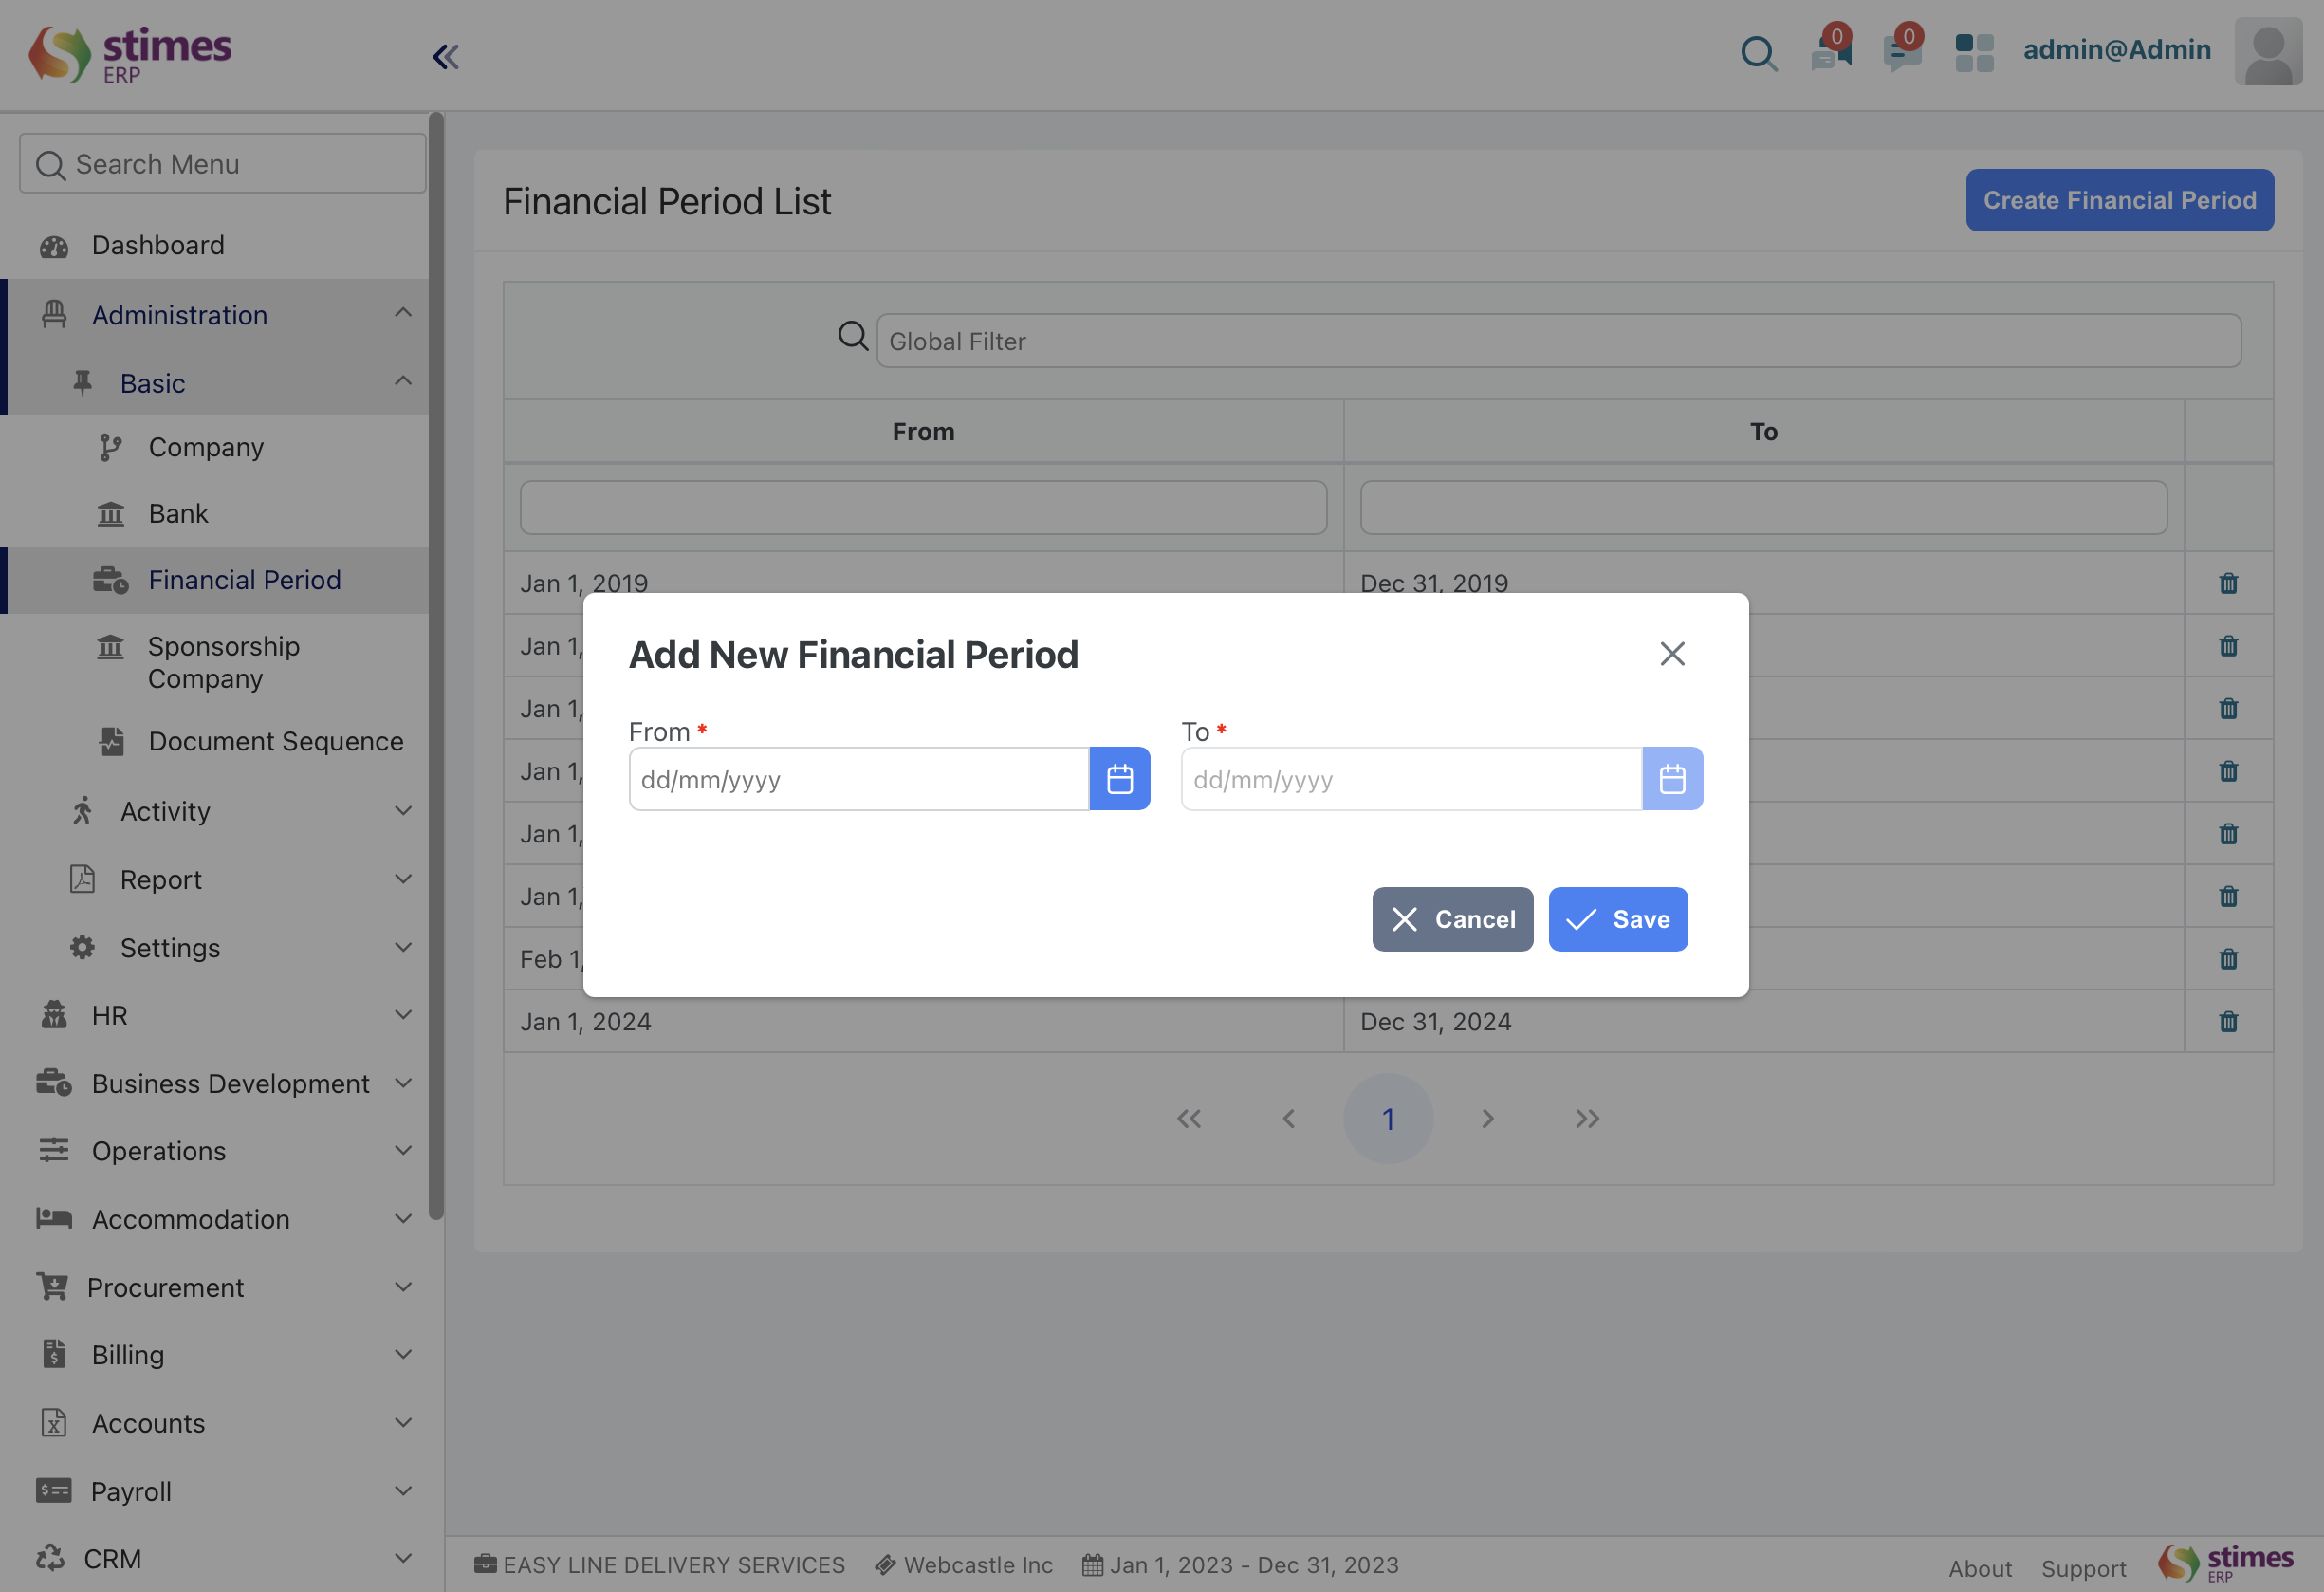 stimes
ERP
0
0
admin@Admin
Search Menu
Dashboard
Administration
Basic
Company
Bank
Financial Period
Sponsorship
Company
Document Sequence
Activity
Report
Settings
HR
Business Development
Operations
Accommodation
Procurement
Billing
Accounts
Payroll
CRM
Financial Period List
Create Financial Period
Global Filter
From To
Jan 1, 2019 Dec 31, 2019
Jan 1,
Jan 1,
Jan 1,
Jan 1,
Jan 1,
Feb 1,
Jan 1, 2024 Dec 31, 2024
1
Add New Financial Period
From * To *
dd/mm/yyyy dd/mm/yyyy
Cancel Save
EASY LINE DELIVERY SERVICES Webcastle Inc Jan 1, 2023 - Dec 31, 2023
About Support stimes
ERP